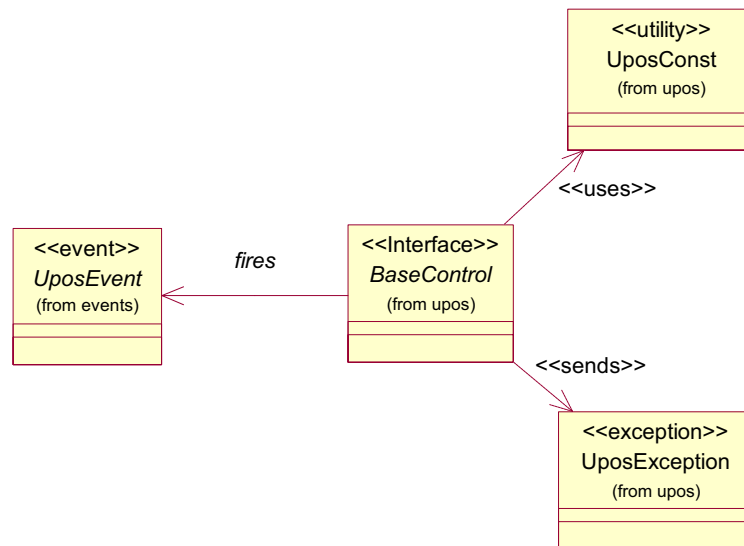 <<utility>>
UposConst
(from upos)
<<uses>>
<<event>>
UposEvent
(from events)
fires
<<Interface>>
BaseControl
(from upos)
<<sends>>
<<exception>>
UposException
(from upos)